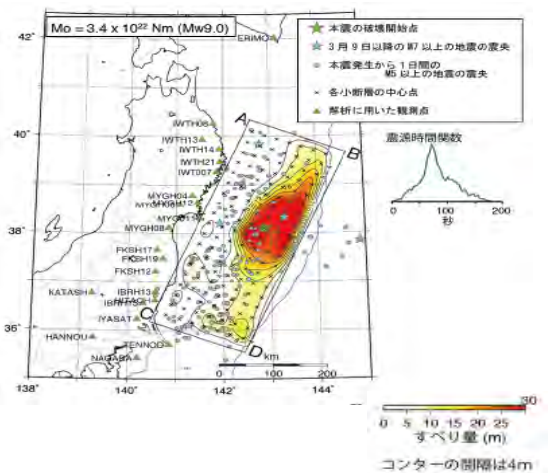 Mo = 3.4 x 10²² Nm (Mw9.0)
ERIMO
本震の破壊開始点
3月9日以降のM7以上の地震の震央
本震発生から1日間の
M5以上の地震の震央
各小断層の中心点
解析に用いた観測点
42˚
40˚
38˚
36˚
IWTH08
IWTH13
IWTH14
IWTH21
IWT007
MYGH04
MYGH12
MYG011
MYGH08
FKSH17
FKSH19
FKSH12
KATASH
IBRH13
HITACH
IYASAT
HANNOU
TENNOD
NAGARA
A
B
C
D
0 100 200
km
138˚ 140˚ 142˚ 144˚
震源時間関数
0 100 200
秒
30
0 5 10 15 20 25
すべり量 (m)
コンターの間隔は4m